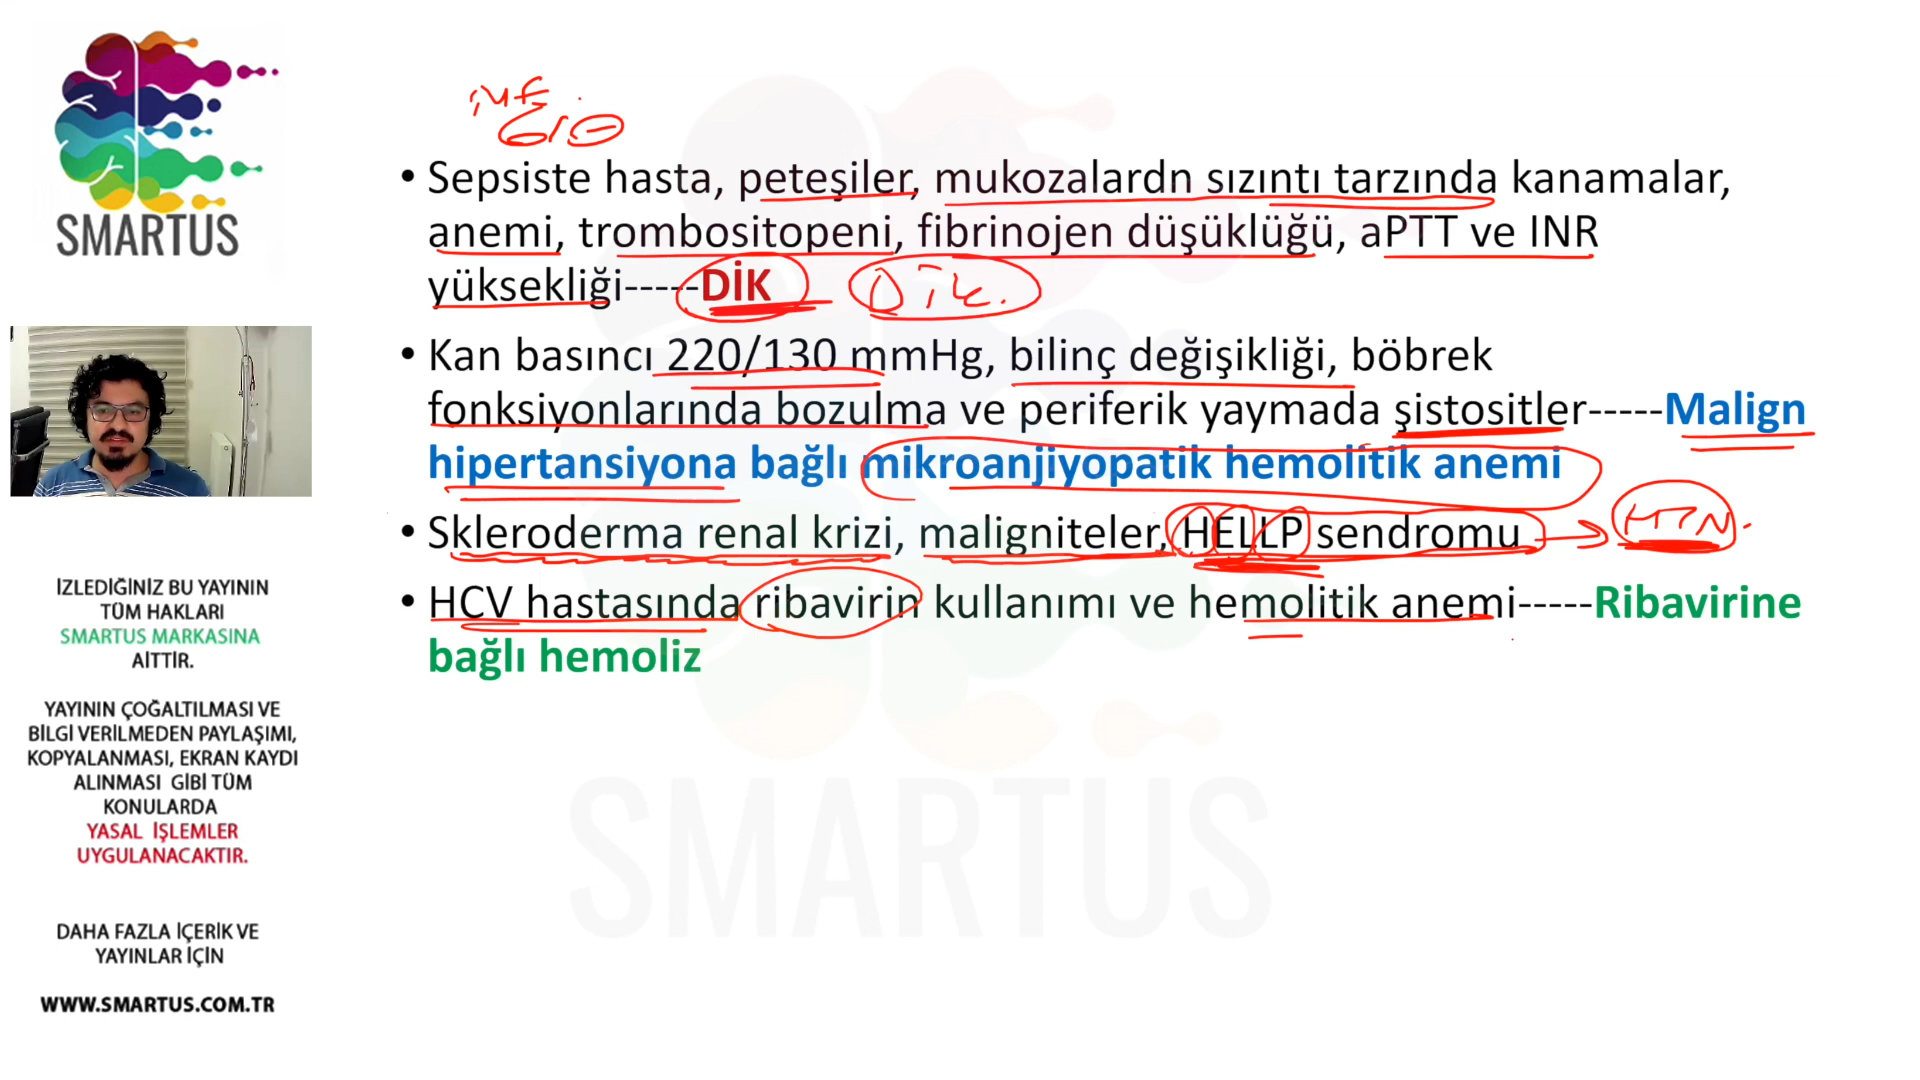 SMARTUS
• Sepsiste hasta, peteşiler, mukozalardn sızıntı tarzında kanamalar,
anemi, trombositopeni, fibrinojen düşüklüğü, aPTT ve INR
yüksekliği-----DİK DİK.
• Kan basıncı 220/130 mmHg, bilinç değişikliği, böbrek
fonksiyonlarında bozulma ve periferik yaymada şistositler-----Malign
hipertansiyona bağlı mikroanjiyopatik hemolitik anemi
• Skleroderma renal krizi, maligniteler, HELLP sendromu → HTN.
• HCV hastasında ribavirin kullanımı ve hemolitik anemi-----Ribavirine
bağlı hemoliz
İZLEDİĞİNİZ BU YAYININ
TÜM HAKLARI
SMARTUS MARKASINA
AİTTİR.
YAYININ ÇOĞALTILMASI VE
BİLGİ VERİLMEDEN PAYLAŞIMI,
KOPYALANMASI, EKRAN KAYDI
ALINMASI GİBİ TÜM
KONULARDA
YASAL İŞLEMLER
UYGULANACAKTIR.
DAHA FAZLA İÇERİK VE
YAYINLAR İÇİN
WWW.SMARTUS.COM.TR
SMARTUS